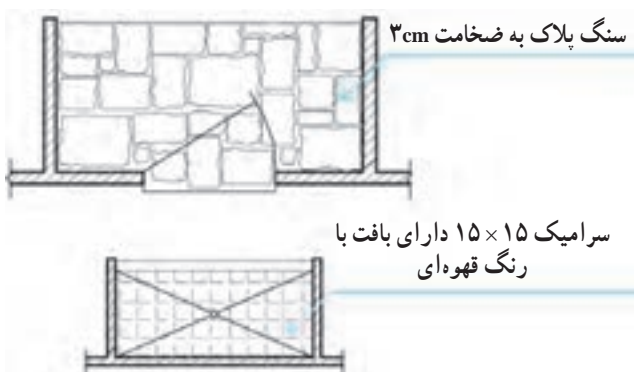 سنگ پلاک به ضخامت ۳cm
سرامیک ۱۵ × ۱۵ دارای بافت با
رنگ قهوه‌ای